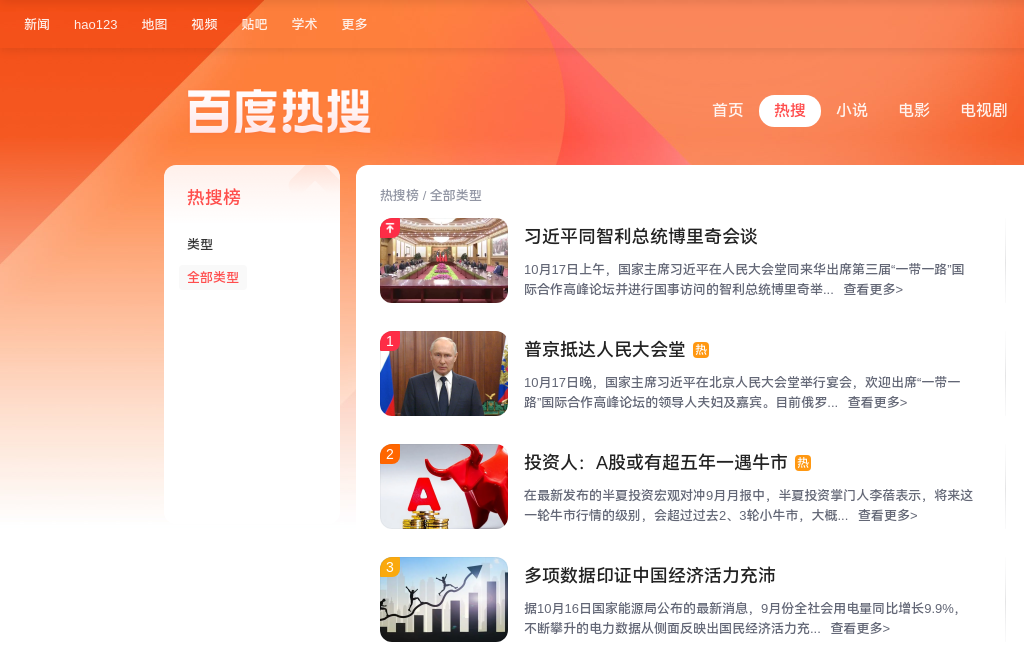 新闻 hao123 地图 视频 贴吧 学术 更多
百度热搜
首页 热搜 小说 电影 电视剧
热搜榜
类型
全部类型
热搜榜 / 全部类型
习近平同智利总统博里奇会谈
10月17日上午，国家主席习近平在人民大会堂同来华出席第三届“一带一路”国
际合作高峰论坛并进行国事访问的智利总统博里奇举... 查看更多>
1
普京抵达人民大会堂 热
10月17日晚，国家主席习近平在北京人民大会堂举行宴会，欢迎出席“一带一
路”国际合作高峰论坛的领导人夫妇及嘉宾。目前俄罗... 查看更多>
2
A
投资人：A股或有超五年一遇牛市 热
在最新发布的半夏投资宏观对冲9月月报中，半夏投资掌门人李蓓表示，将来这
一轮牛市行情的级别，会超过过去2、3轮小牛市，大概... 查看更多>
3
多项数据印证中国经济活力充沛
据10月16日国家能源局公布的最新消息，9月份全社会用电量同比增长9.9%，
不断攀升的电力数据从侧面反映出国民经济活力充... 查看更多>